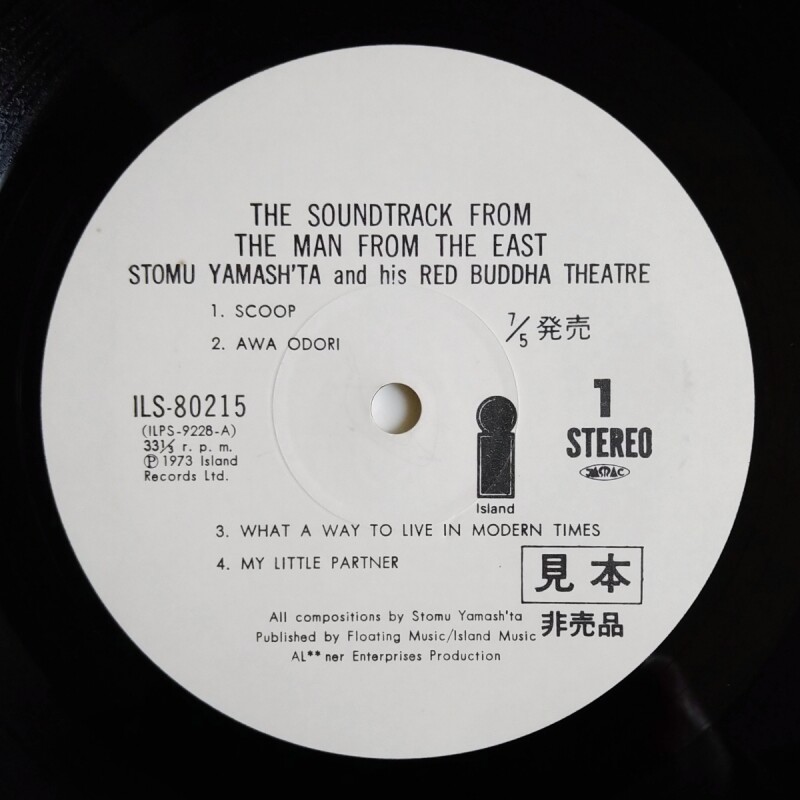 THE SOUNDTRACK FROM
THE MAN FROM THE EAST
STOMU YAMASH'TA and his RED BUDDHA THEATRE
1. SCOOP
2. AWA ODORI
7/5 発売
ILS-80215
(ILPS-9228-A)
33⅓ r. p. m.
Ⓟ 1973 Island
Records Ltd.
Island
1
STEREO
JASRAC
3. WHAT A WAY TO LIVE IN MODERN TIMES
4. MY LITTLE PARTNER
見本
非売品
All compositions by Stomu Yamash'ta
Published by Floating Music/Island Music
AL** ner Enterprises Production